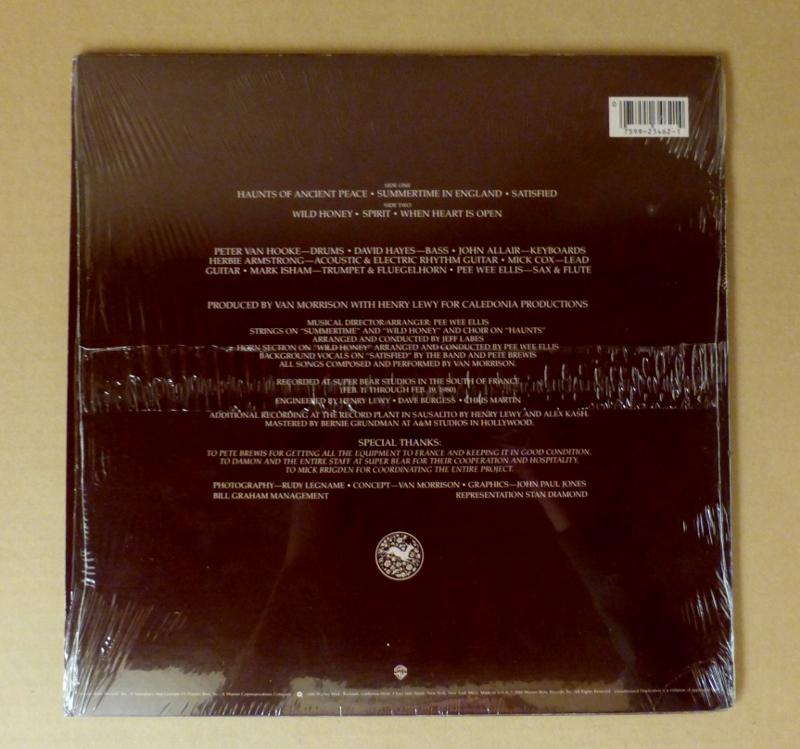 0
7599-23462-1
SIDE ONE
HAUNTS OF ANCIENT PEACE • SUMMERTIME IN ENGLAND • SATISFIED
SIDE TWO
WILD HONEY • SPIRIT • WHEN HEART IS OPEN
PETER VAN HOOKE—DRUMS • DAVID HAYES—BASS • JOHN ALLAIR—KEYBOARDS
HERBIE ARMSTRONG—ACOUSTIC & ELECTRIC RHYTHM GUITAR • MICK COX—LEAD
GUITAR • MARK ISHAM—TRUMPET & FLUEGELHORN • PEE WEE ELLIS—SAX & FLUTE
PRODUCED BY VAN MORRISON WITH HENRY LEWY FOR CALEDONIA PRODUCTIONS
MUSICAL DIRECTOR/ARRANGER: PEE WEE ELLIS
STRINGS ON "SUMMERTIME" AND "WILD HONEY" AND CHOIR ON "HAUNTS"
ARRANGED AND CONDUCTED BY JEFF LABES
HORN SECTION ON "WILD HONEY" ARRANGED AND CONDUCTED BY PEE WEE ELLIS
BACKGROUND VOCALS ON "SATISFIED" BY THE BAND AND PETE BREWIS
ALL SONGS COMPOSED AND PERFORMED BY VAN MORRISON.
RECORDED AT SUPER BEAR STUDIOS IN THE SOUTH OF FRANCE
(FEB. 11 THROUGH FEB. 19, 1980)
ENGINEERED BY HENRY LEWY • DAVE BURGESS • CHRIS MARTIN
ADDITIONAL RECORDING AT THE RECORD PLANT IN SAUSALITO BY HENRY LEWY AND ALEX KASH.
MASTERED BY BERNIE GRUNDMAN AT A&M STUDIOS IN HOLLYWOOD.
SPECIAL THANKS:
TO PETE BREWIS FOR GETTING ALL THE EQUIPMENT TO FRANCE AND KEEPING IT IN GOOD CONDITION,
TO DAMON AND THE ENTIRE STAFF AT SUPER BEAR FOR THEIR COOPERATION AND HOSPITALITY,
TO MICK BRIGDEN FOR COORDINATING THE ENTIRE PROJECT.
PHOTOGRAPHY—RUDY LEGNAME • CONCEPT—VAN MORRISON • GRAPHICS—JOHN PAUL JONES
BILL GRAHAM MANAGEMENT REPRESENTATION STAN DIAMOND